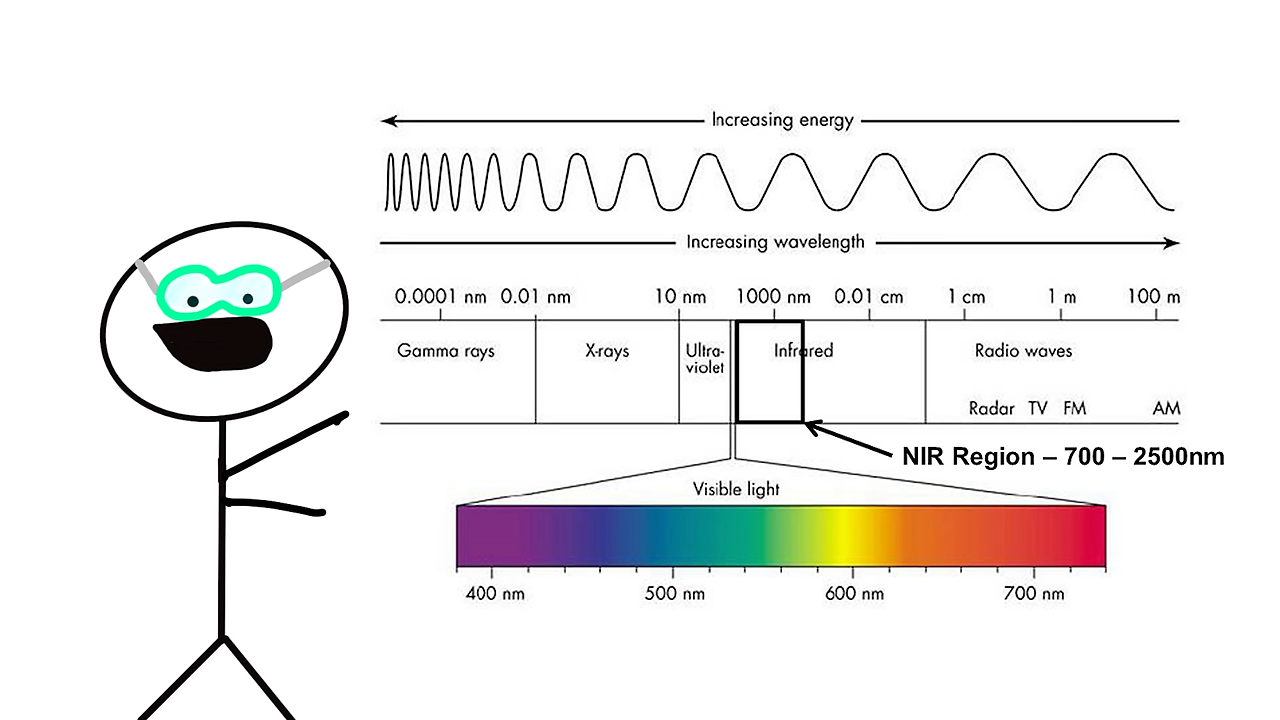 Increasing energy
Increasing wavelength
0.0001 nm 0.01 nm 10 nm 1000 nm 0.01 cm 1 cm 1 m 100 m
Gamma rays X-rays Ultra-
violet Infrared Radio waves
Radar TV FM AM
NIR Region – 700 – 2500nm
Visible light
400 nm 500 nm 600 nm 700 nm